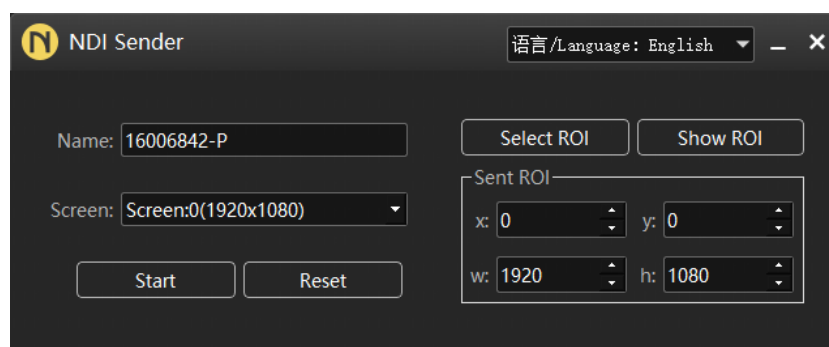 N NDI Sender 语言/Language: English
Name: 16006842-P
Select ROI Show ROI
Sent ROI
Screen: Screen:0(1920x1080)
x: 0 y: 0
Start Reset
w: 1920 h: 1080